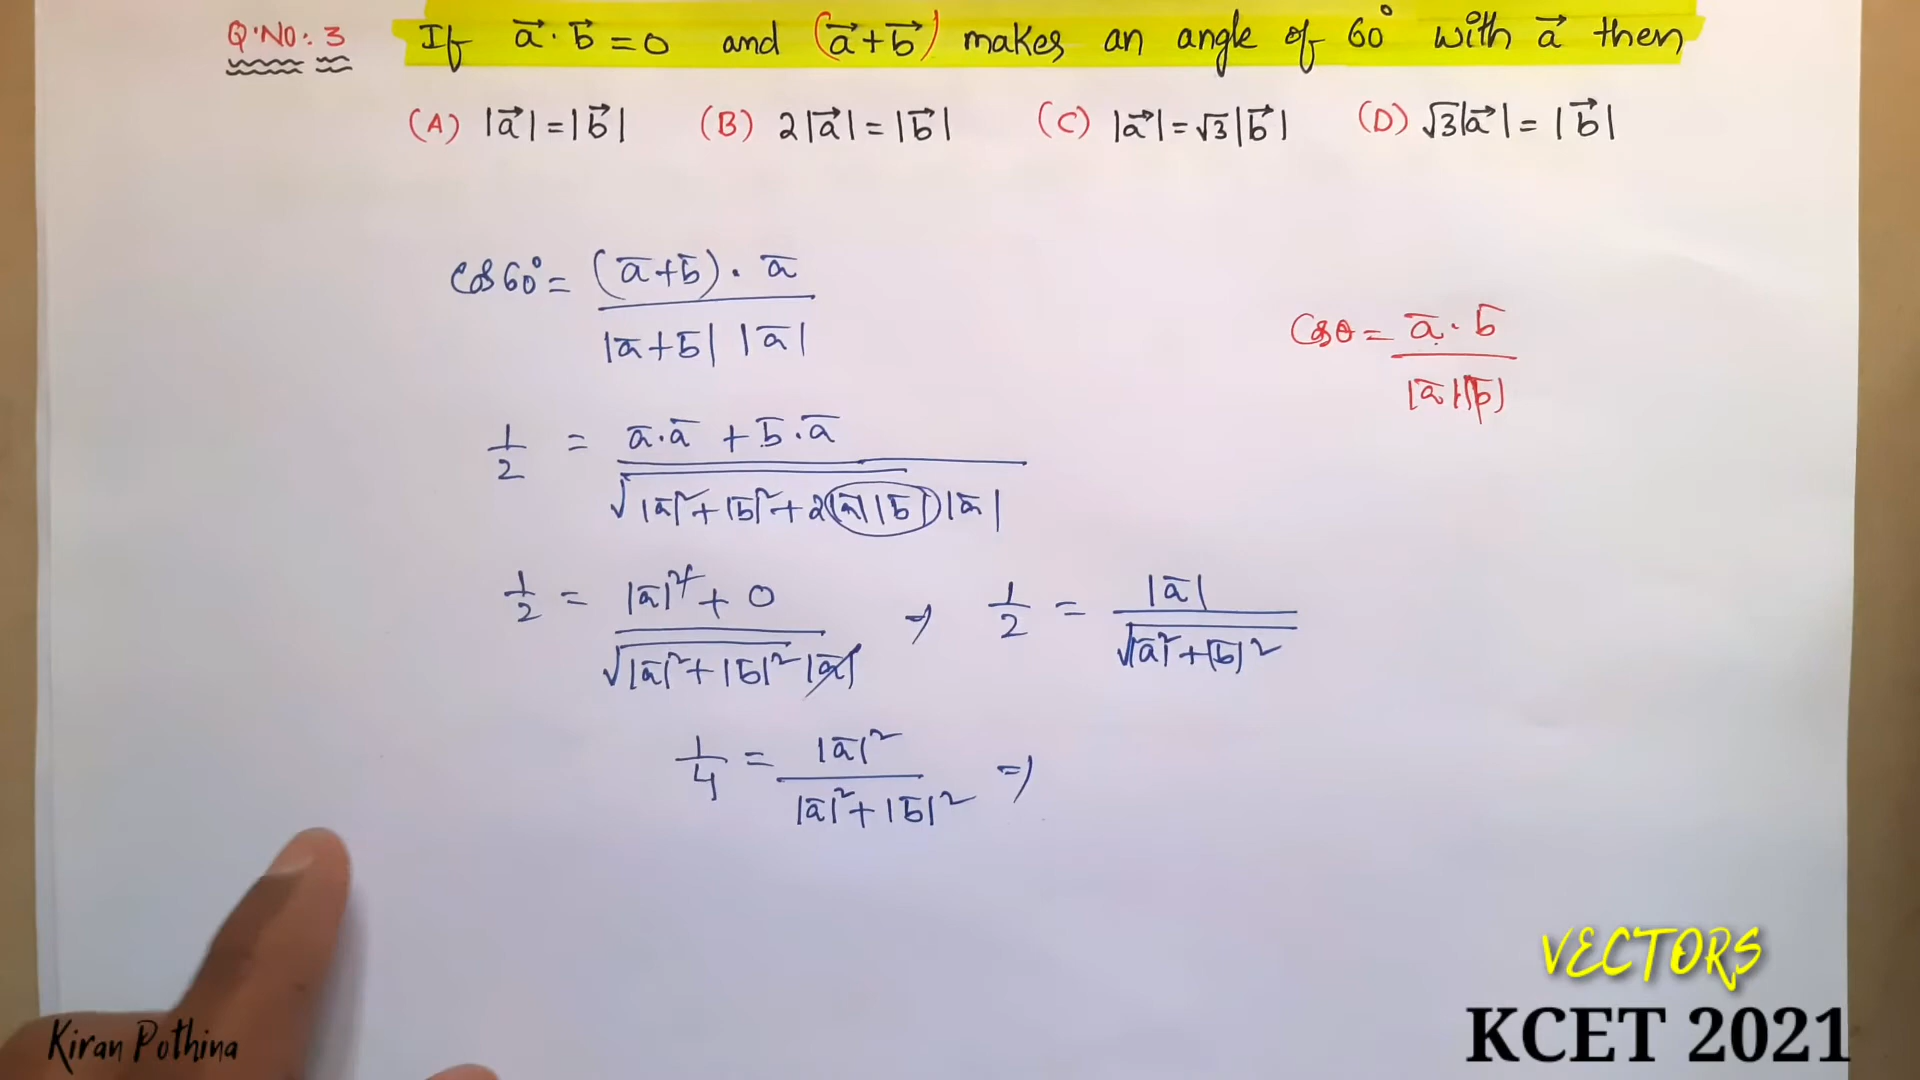 Q.NO: 3 If a⃗ · b⃗ = 0 and (a⃗ + b⃗) makes an angle of 60° with a⃗ then
(A) |a⃗| = |b⃗| (B) 2|a⃗| = |b⃗| (C) |a⃗| = √3|b⃗| (D) √3|a⃗| = |b⃗|
Cos 60° = (a̅+b̅) · a̅ / |a̅+b̅| |a̅|
Cosθ = a̅ · b̅ / |a̅||b̅|
1/2 = a̅·a̅ + b̅·a̅ / √|a̅|²+|b̅|²+2|a̅||b̅| |a̅|
1/2 = |a̅|² + 0 / √|a̅|²+|b̅|² |a̅| ⇒ 1/2 = |a̅| / √|a̅|²+|b̅|²
1/4 = |a̅|² / |a̅|²+|b̅|² ⇒
VECTORS
KCET 2021
Kiran Pothina